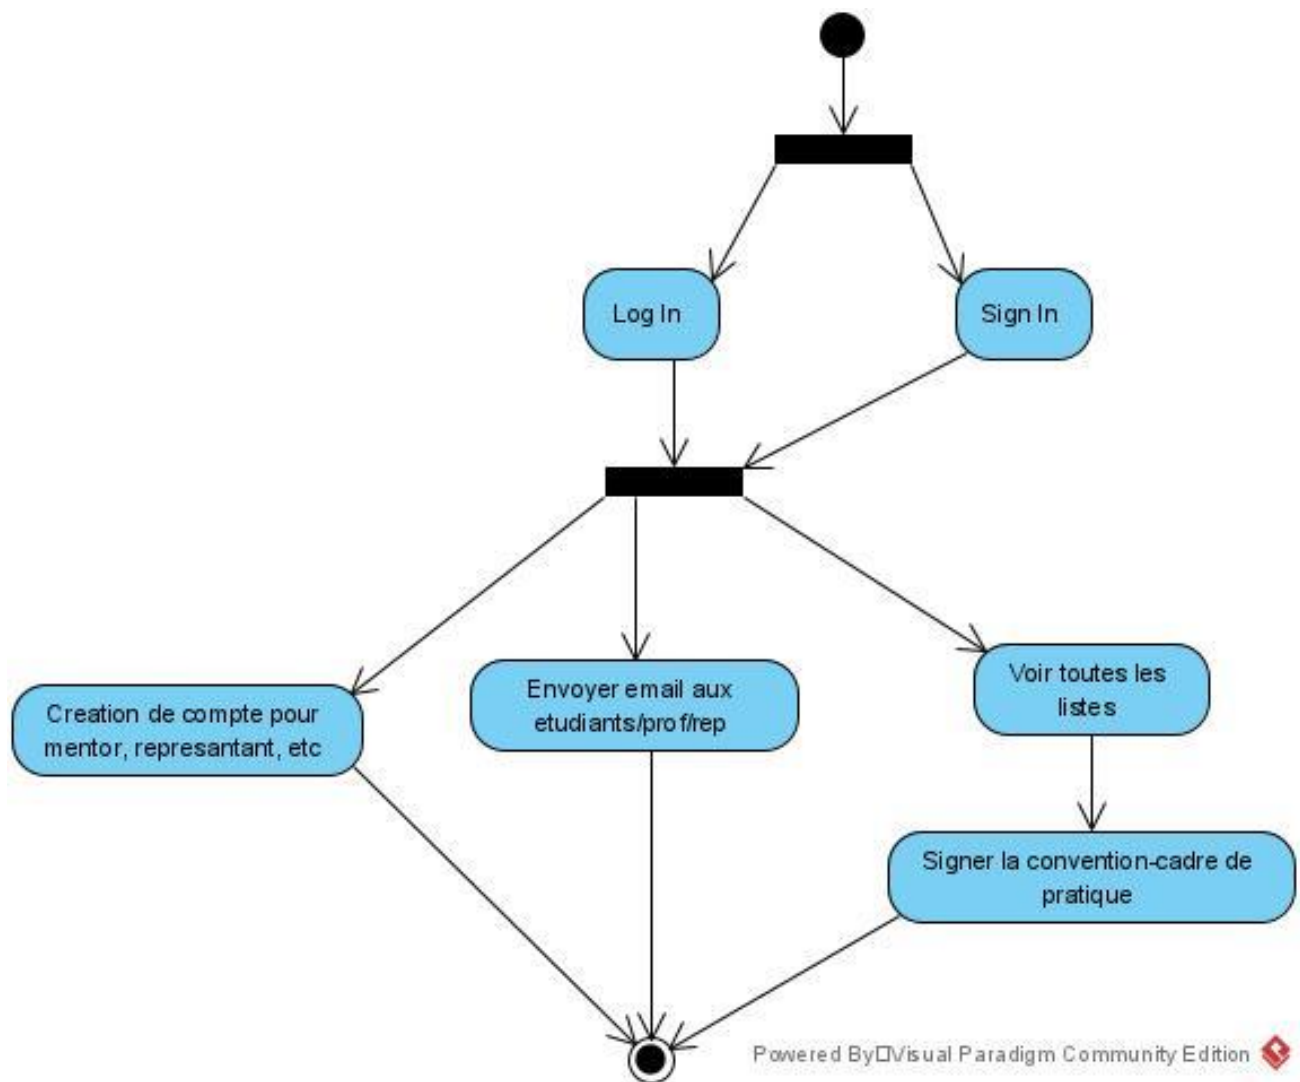 Log In
Sign In
Creation de compte pour
mentor, represantant, etc
Envoyer email aux
etudiants/prof/rep
Voir toutes les
listes
Signer la convention-cadre de
pratique
Powered By□Visual Paradigm Community Edition